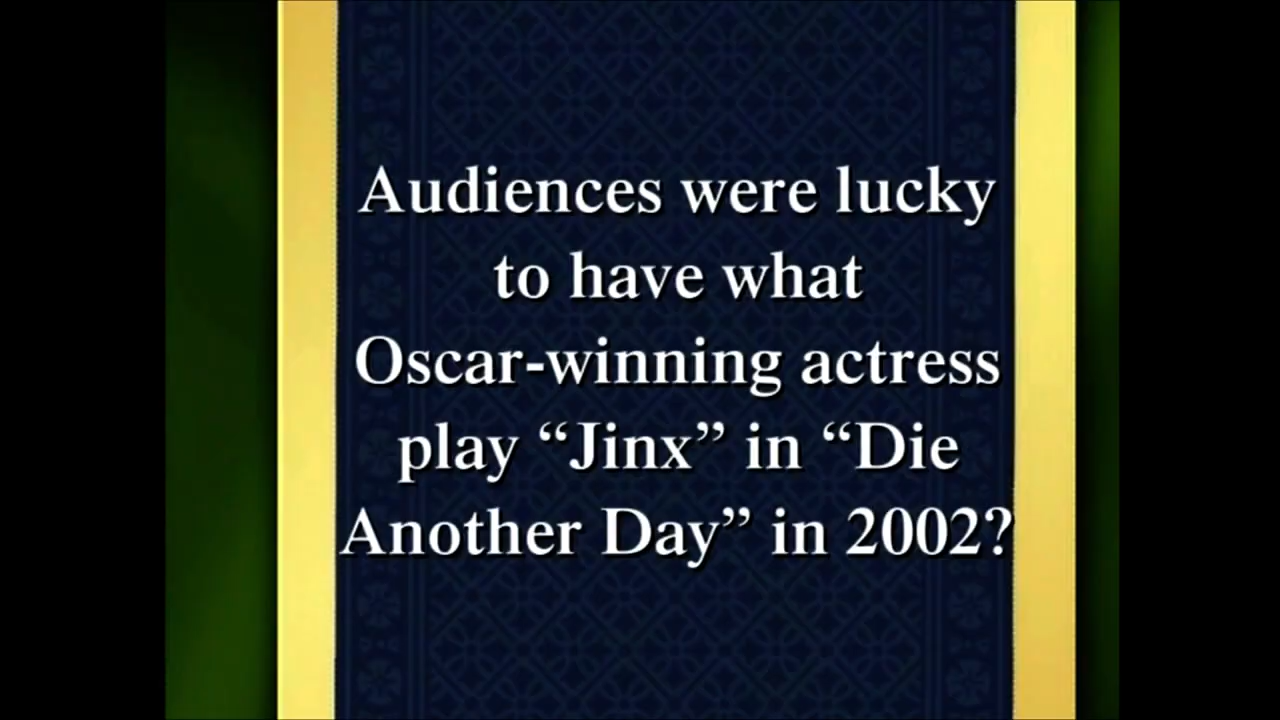 Audiences were lucky
to have what
Oscar-winning actress
play “Jinx” in “Die
Another Day” in 2002?